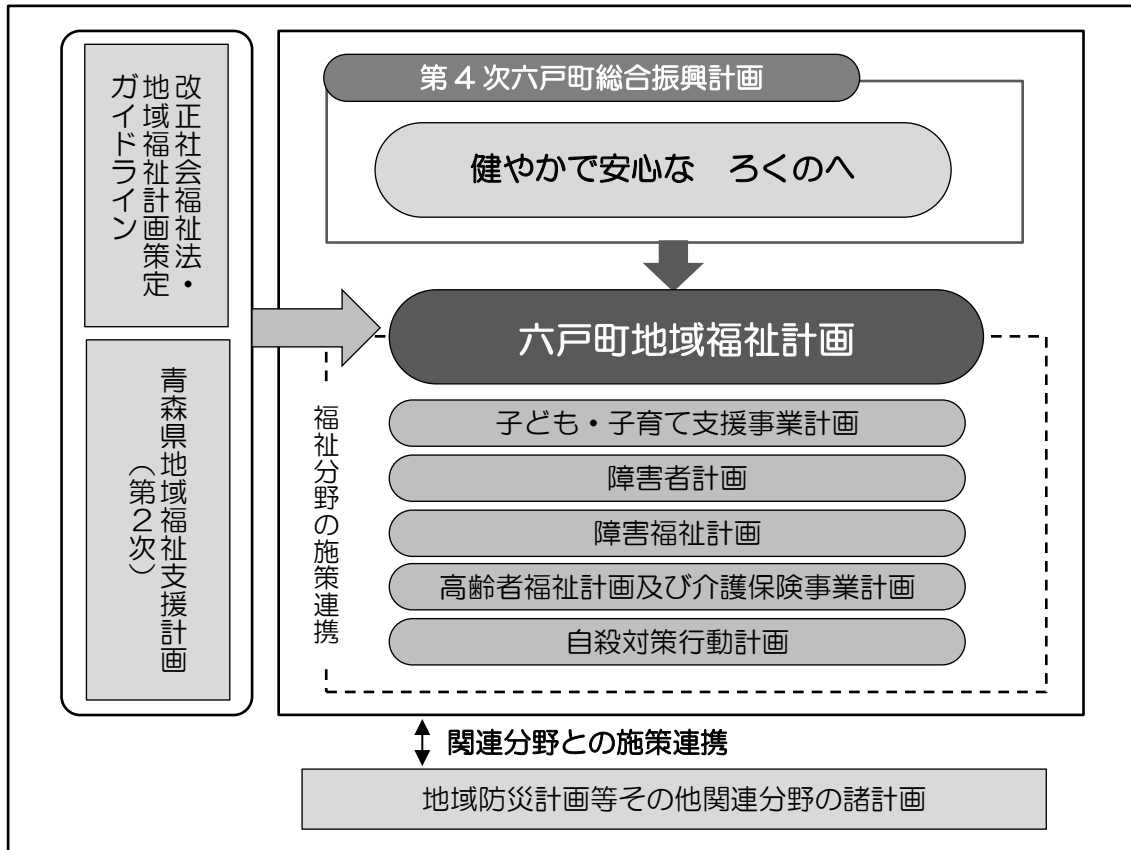 改正社会福祉法・
地域福祉計画策定
ガイドライン
青森県地域福祉支援計画
（第２次）
第４次六戸町総合振興計画
健やかで安心な　ろくのへ
六戸町地域福祉計画
福祉分野の施策連携
子ども・子育て支援事業計画
障害者計画
障害福祉計画
高齢者福祉計画及び介護保険事業計画
自殺対策行動計画
関連分野との施策連携
地域防災計画等その他関連分野の諸計画